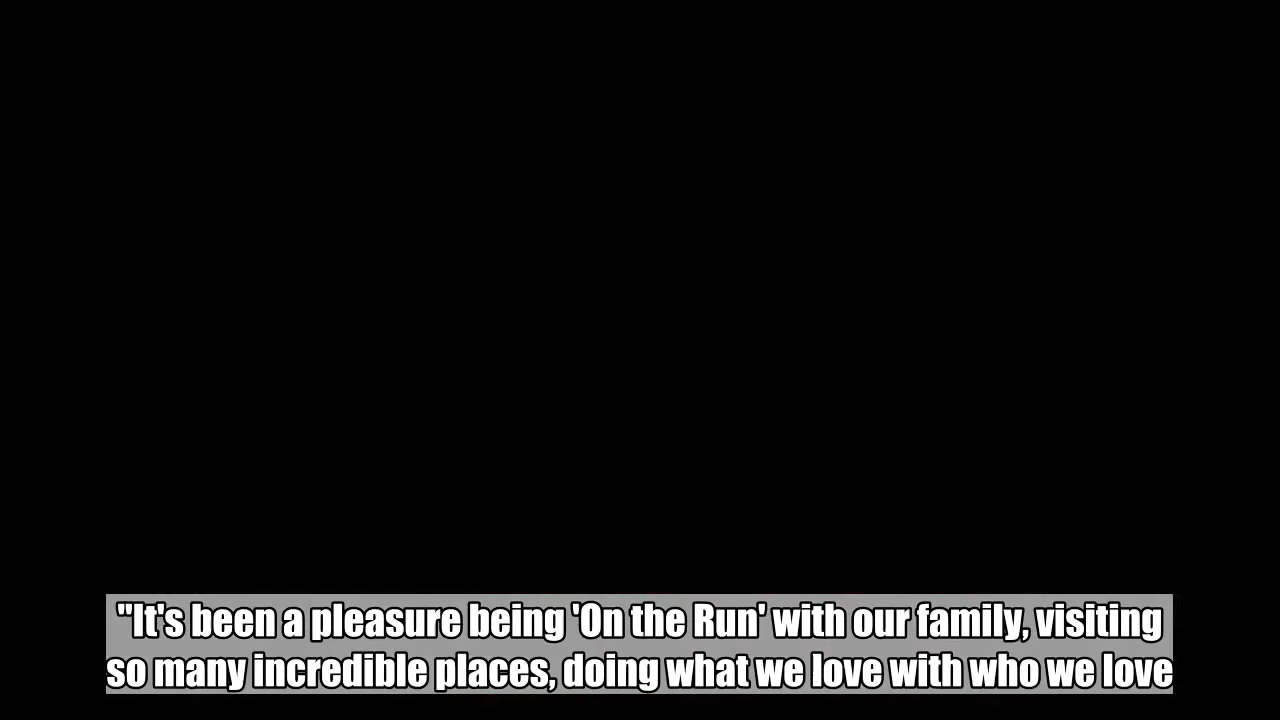 "It's been a pleasure being 'On the Run' with our family, visiting
so many incredible places, doing what we love with who we love